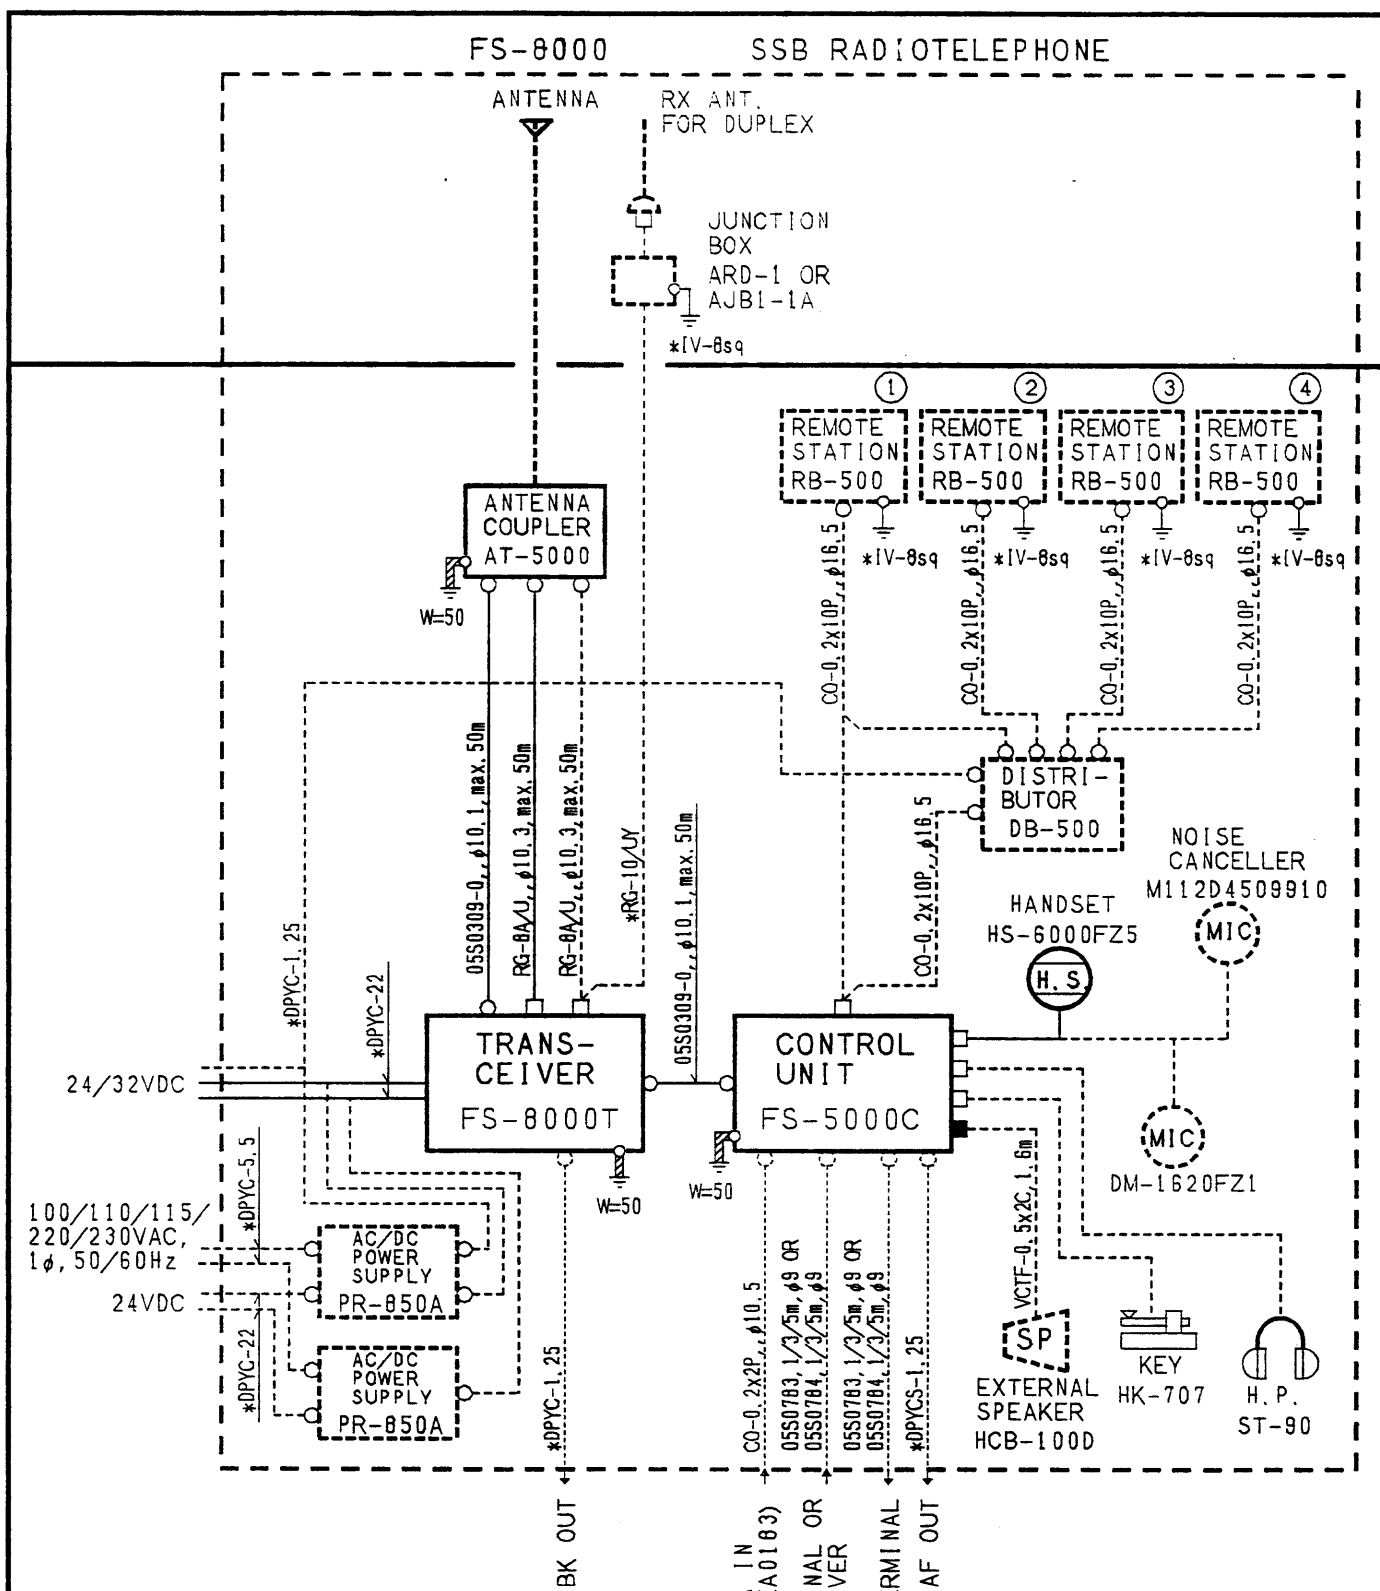 FS-8000
SSB RADIOTELEPHONE
ANTENNA
RX ANT.
FOR DUPLEX
JUNCTION
BOX
ARD-1 OR
AJB1-1A
*IV-8sq
1
2
3
4
REMOTE
STATION
RB-500
REMOTE
STATION
RB-500
REMOTE
STATION
RB-500
REMOTE
STATION
RB-500
*IV-8sq
*IV-8sq
*IV-8sq
*IV-8sq
CO-0.2x10P,,φ16.5
CO-0.2x10P,,φ16.5
CO-0.2x10P,,φ16.5
CO-0.2x10P,,φ16.5
ANTENNA
COUPLER
AT-5000
W=50
05S0309-0,,φ10.1,max.50m
RG-8A/U,,φ10.3,max.50m
RG-8A/U,,φ10.3,max.50m
*RG-10/UY
05S0309-0,,φ10.1,max.50m
CO-0.2x10P,,φ16.5
DISTRI-
BUTOR
DB-500
NOISE
CANCELLER
M112D4509910
MIC
HANDSET
HS-6000FZ5
H.S.
*DPYC-1.25
*DPYC-22
24/32VDC
TRANS-
CEIVER
FS-8000T
W=50
CONTROL
UNIT
FS-5000C
W=50
MIC
DM-1620FZ1
*DPYC-5.5
100/110/115/
220/230VAC,
1φ,50/60Hz
24VDC
*DPYC-22
AC/DC
POWER
SUPPLY
PR-850A
AC/DC
POWER
SUPPLY
PR-850A
*DPYC-1.25
CO-0.2x2P,,φ10.5
05S0783,1/3/5m,φ9 OR
05S0784,1/3/5m,φ9
05S0783,1/3/5m,φ9 OR
05S0784,1/3/5m,φ9
*DPYCS-1.25
VCTF-0.5x2C,1.6m
SP
EXTERNAL
SPEAKER
HCB-100D
KEY
HK-707
H.P.
ST-90
BK OUT
IN
A0183)
NAL OR
VER
RMINAL
AF OUT